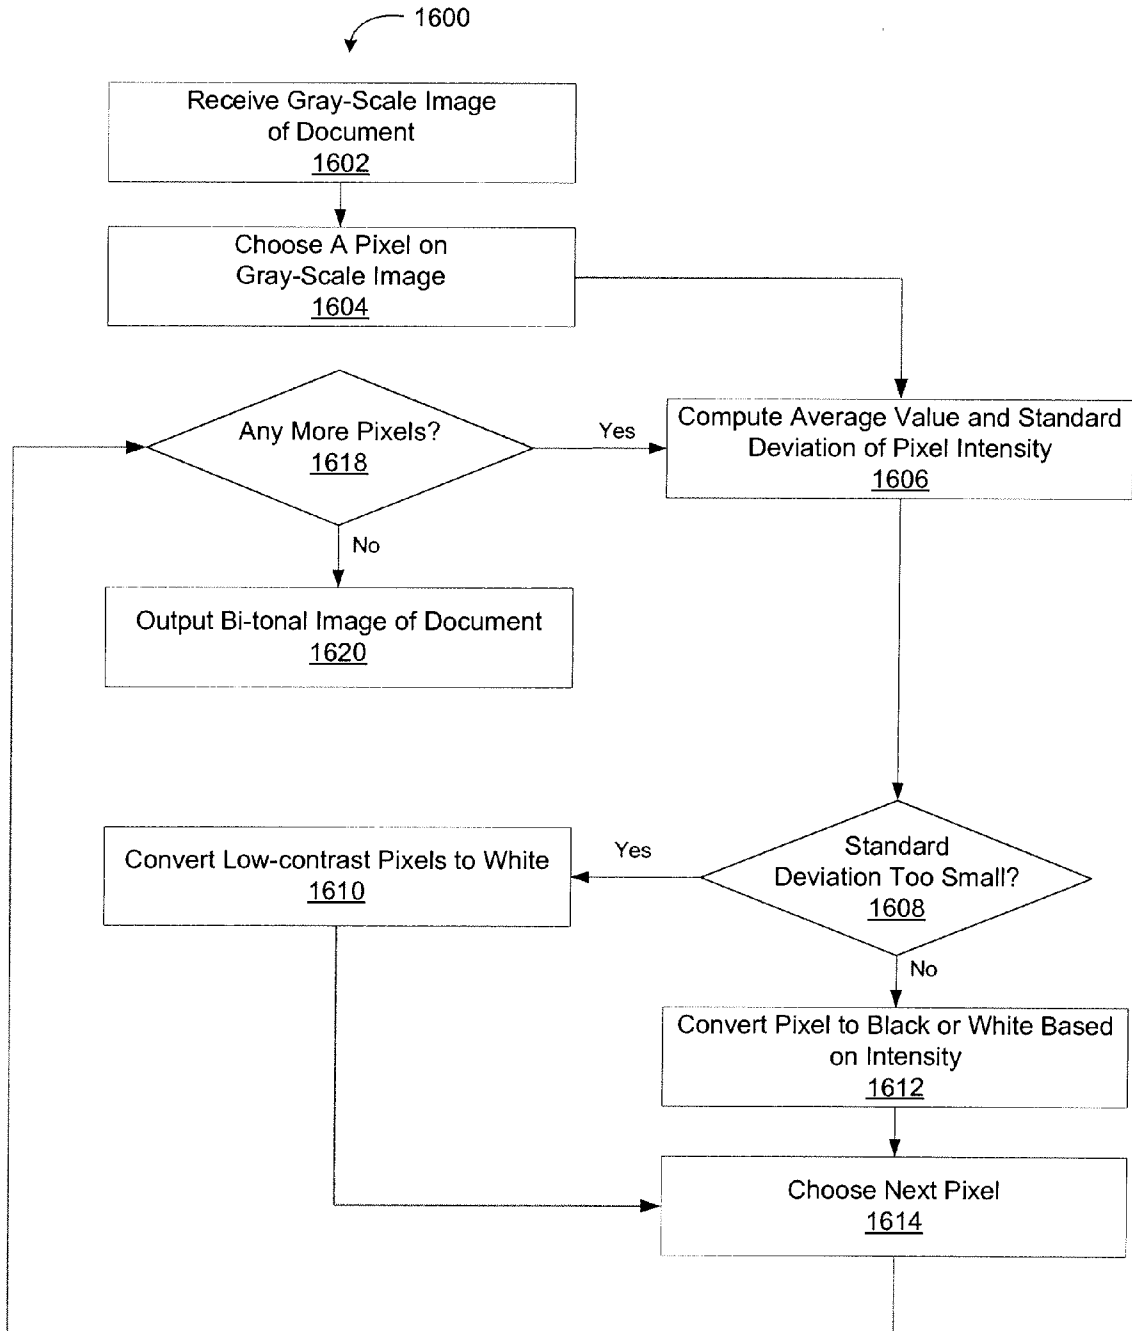 1600
Receive Gray-Scale Image
of Document
1602
Choose A Pixel on
Gray-Scale Image
1604
Any More Pixels?
1618
Yes
Compute Average Value and Standard
Deviation of Pixel Intensity
1606
No
Output Bi-tonal Image of Document
1620
Convert Low-contrast Pixels to White
1610
Yes
Standard
Deviation Too Small?
1608
No
Convert Pixel to Black or White Based
on Intensity
1612
Choose Next Pixel
1614